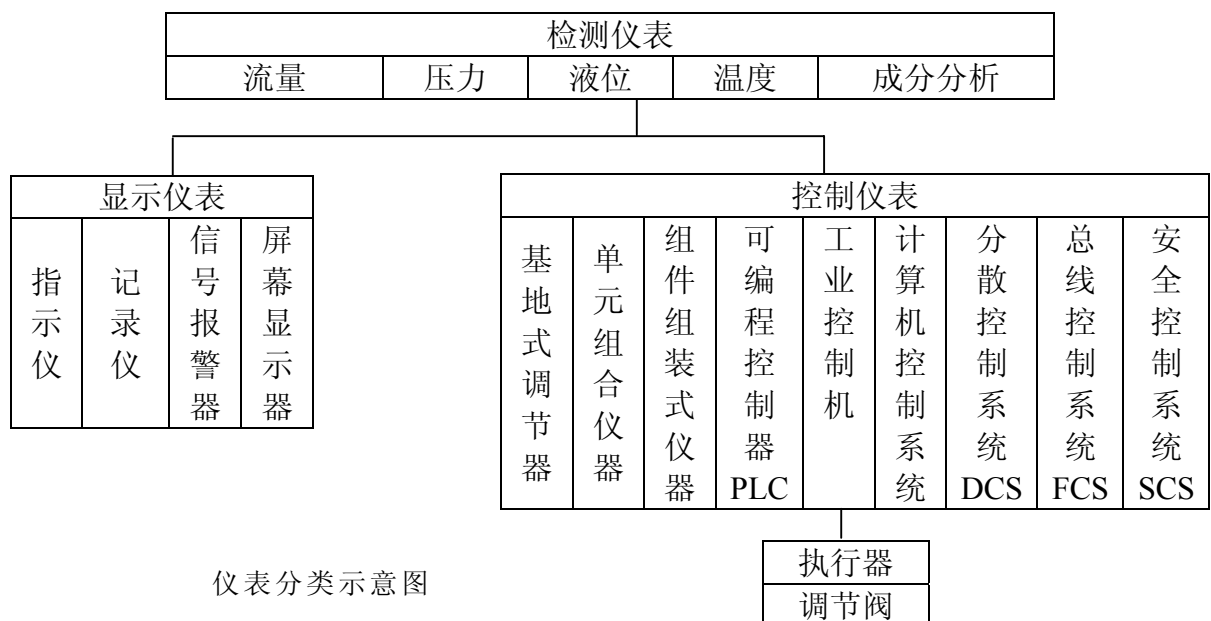 检测仪表
流量 压力 液位 温度 成分分析
显示仪表
指示仪
记录仪
信号报警器
屏幕显示器
控制仪表
基地式调节器
单元组合仪器
组件组装式仪器
可编程控制器PLC
工业控制机
计算机控制系统
分散控制系统DCS
总线控制系统FCS
安全控制系统SCS
执行器
调节阀
仪表分类示意图